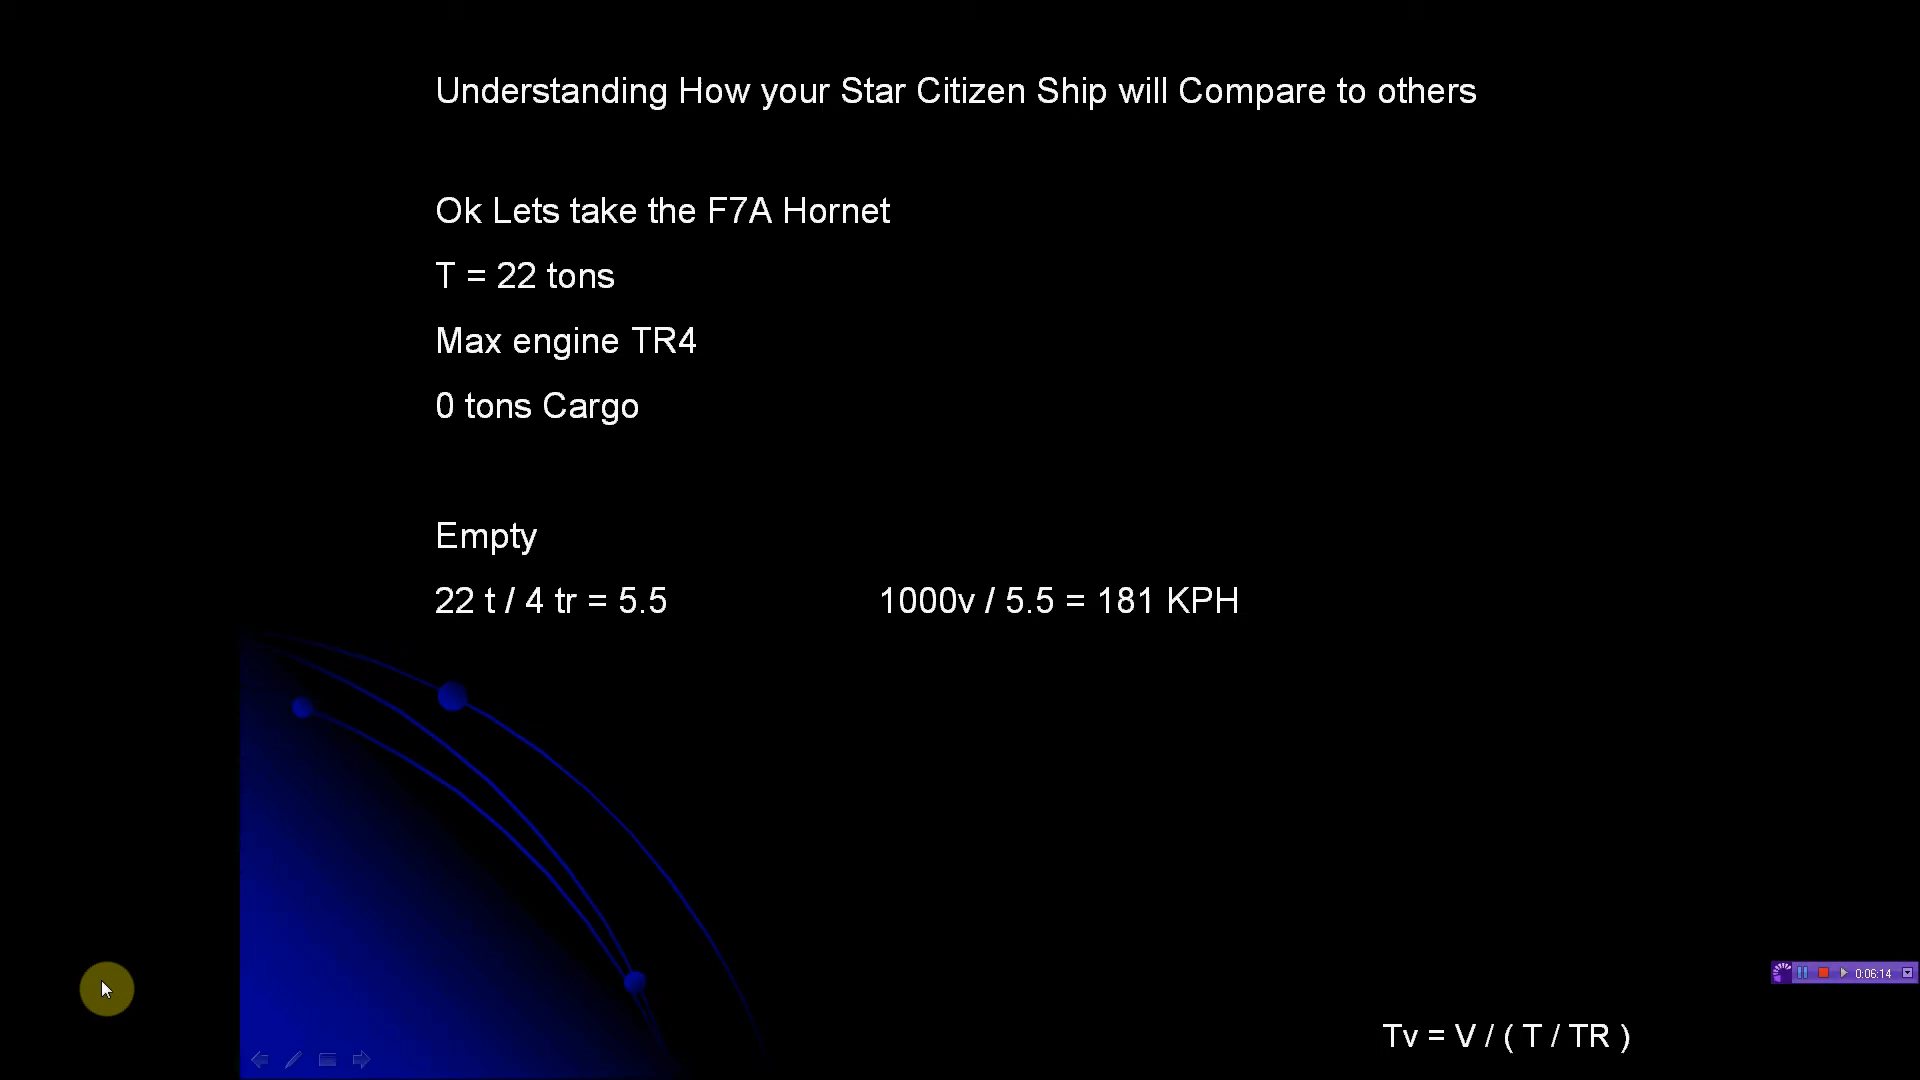 Understanding How your Star Citizen Ship will Compare to others
Ok Lets take the F7A Hornet
T = 22 tons
Max engine TR4
0 tons Cargo
Empty
22 t / 4 tr = 5.5 1000v / 5.5 = 181 KPH
0:06:14
Tv = V / ( T / TR )